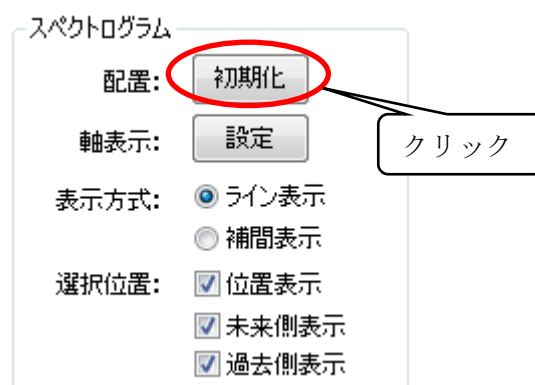 スペクトログラム
配置: 初期化
クリック
軸表示: 設定
表示方式: ライン表示
補間表示
選択位置: 位置表示
未来側表示
過去側表示